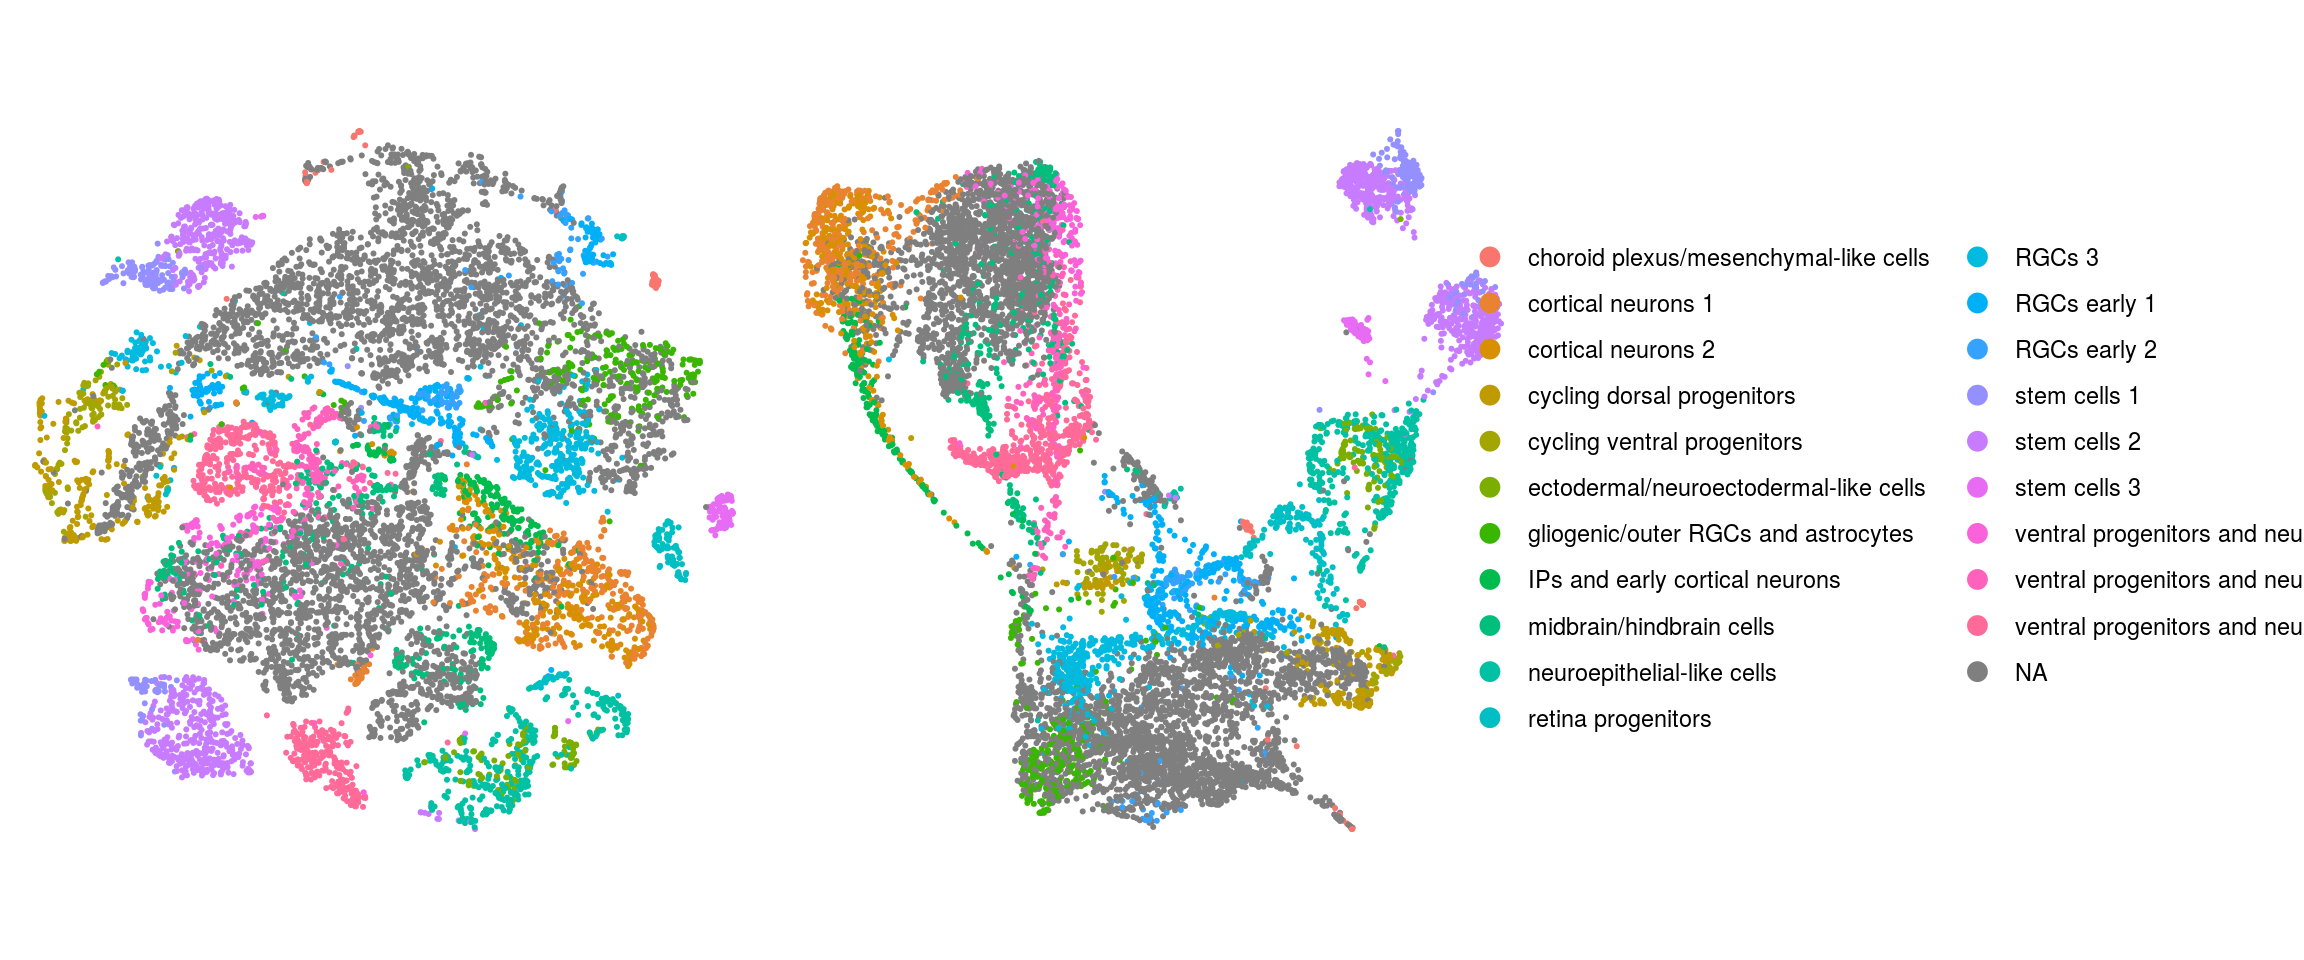 choroid plexus/mesenchymal-like cells
cortical neurons 1
cortical neurons 2
cycling dorsal progenitors
cycling ventral progenitors
ectodermal/neuroectodermal-like cells
gliogenic/outer RGCs and astrocytes
IPs and early cortical neurons
midbrain/hindbrain cells
neuroepithelial-like cells
retina progenitors
RGCs 3
RGCs early 1
RGCs early 2
stem cells 1
stem cells 2
stem cells 3
ventral progenitors and neu
ventral progenitors and neu
ventral progenitors and neu
NA